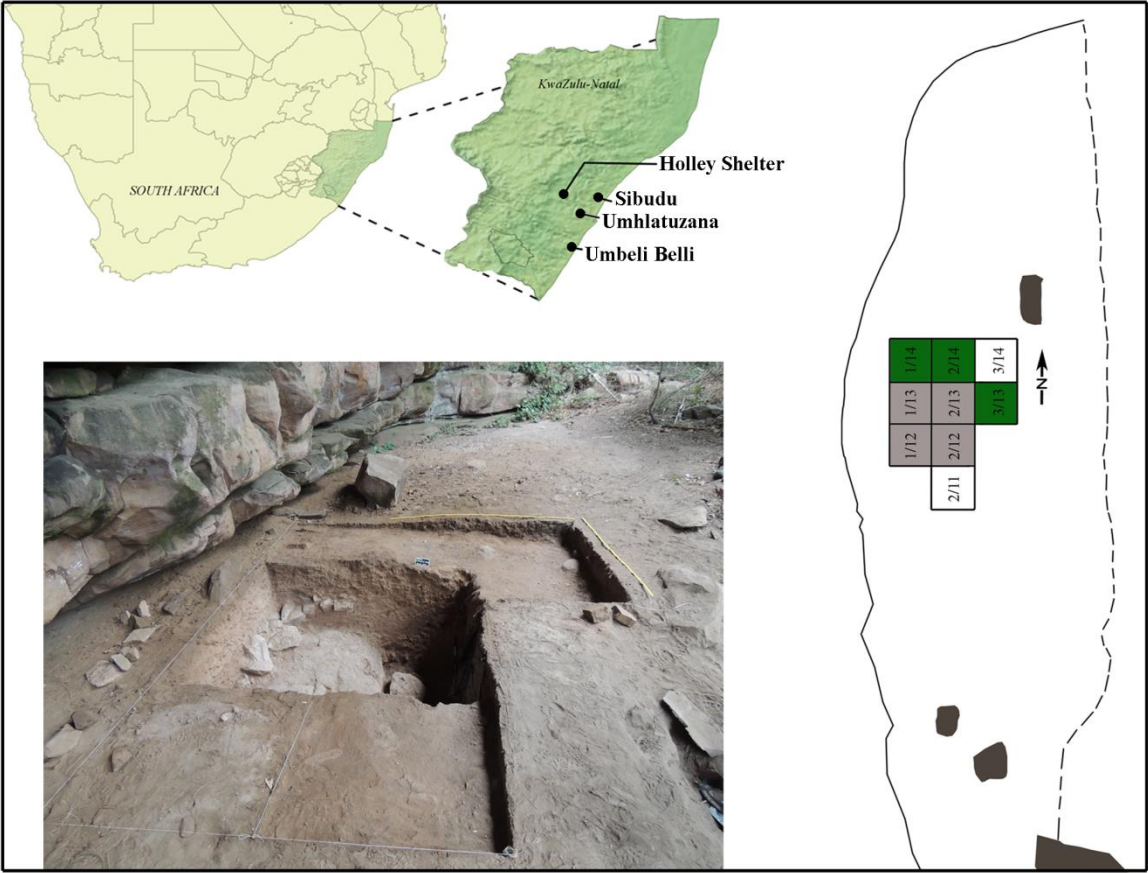 KwaZulu-Natal
SOUTH AFRICA
Holley Shelter
Sibudu
Umhlatuzana
Umbeli Belli
1/14
2/14
3/14
1/13
2/13
3/13
1/12
2/12
2/11
N